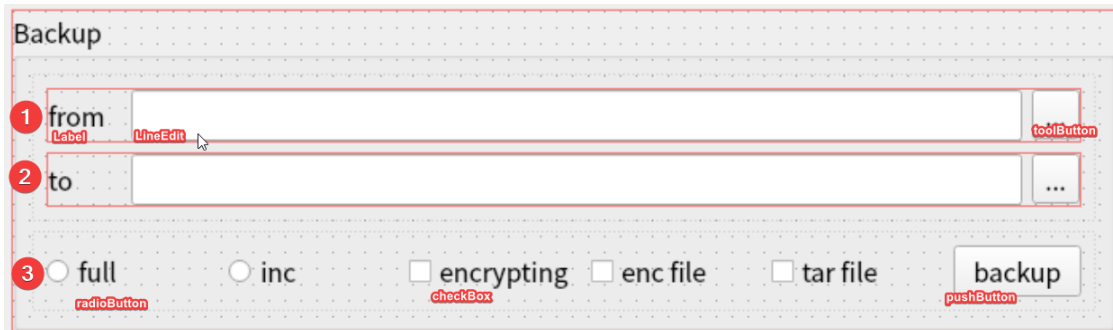 Backup
1 from ...
Label LineEdit toolButton
2 to ...
3 full inc encrypting enc file tar file backup
radioButton checkBox pushButton